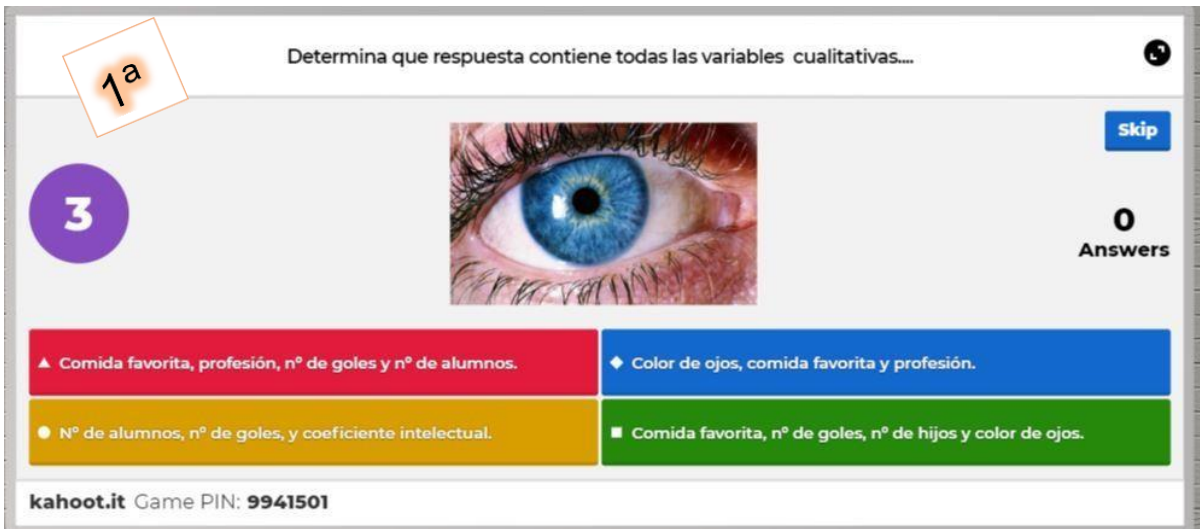 1ª
Determina que respuesta contiene todas las variables cualitativas....
Skip
3
0
Answers
▲ Comida favorita, profesión, nº de goles y nº de alumnos.
◆ Color de ojos, comida favorita y profesión.
● Nº de alumnos, nº de goles, y coeficiente intelectual.
■ Comida favorita, nº de goles, nº de hijos y color de ojos.
kahoot.it Game PIN: 9941501